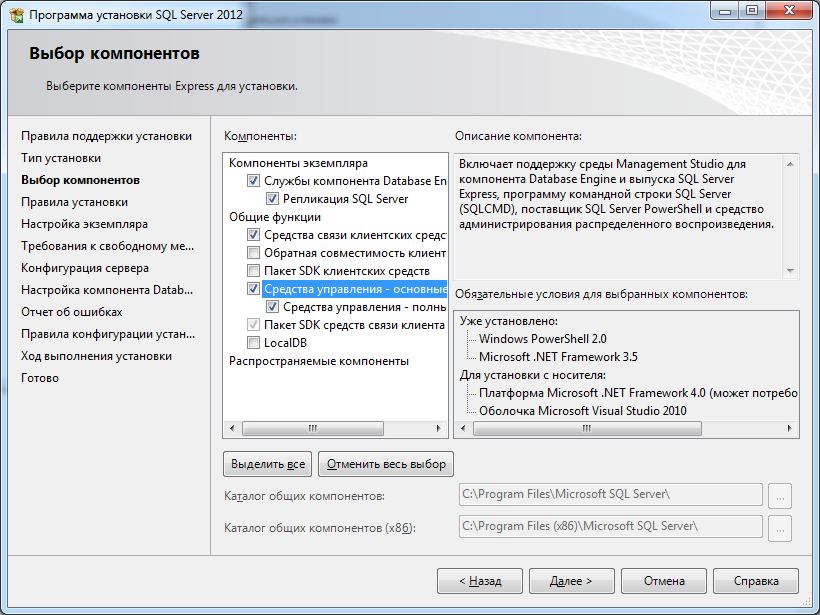 Программа установки SQL Server 2012
Выбор компонентов
Выберите компоненты Express для установки.
Правила поддержки установки
Тип установки
Выбор компонентов
Правила установки
Настройка экземпляра
Требования к свободному ме...
Конфигурация сервера
Настройка компонента Datab...
Отчет об ошибках
Правила конфигурации устан...
Ход выполнения установки
Готово
Компоненты:
Компоненты экземпляра
Службы компонента Database En
Репликация SQL Server
Общие функции
Средства связи клиентских средст
Обратная совместимость клиент
Пакет SDK клиентских средств
Средства управления - основные
Средства управления - полнь
Пакет SDK средств связи клиента
LocalDB
Распространяемые компоненты
Описание компонента:
Включает поддержку среды Management Studio для
компонента Database Engine и выпуска SQL Server
Express, программу командной строки SQL Server
(SQLCMD), поставщик SQL Server PowerShell и средство
администрирования распределенного воспроизведения.
Обязательные условия для выбранных компонентов:
Уже установлено:
Windows PowerShell 2.0
Microsoft .NET Framework 3.5
Для установки с носителя:
Платформа Microsoft .NET Framework 4.0 (может потребо
Оболочка Microsoft Visual Studio 2010
Выделить все
Отменить весь выбор
Каталог общих компонентов:
C:\Program Files\Microsoft SQL Server\
...
Каталог общих компонентов (x86):
C:\Program Files (x86)\Microsoft SQL Server\
...
< Назад
Далее >
Отмена
Справка